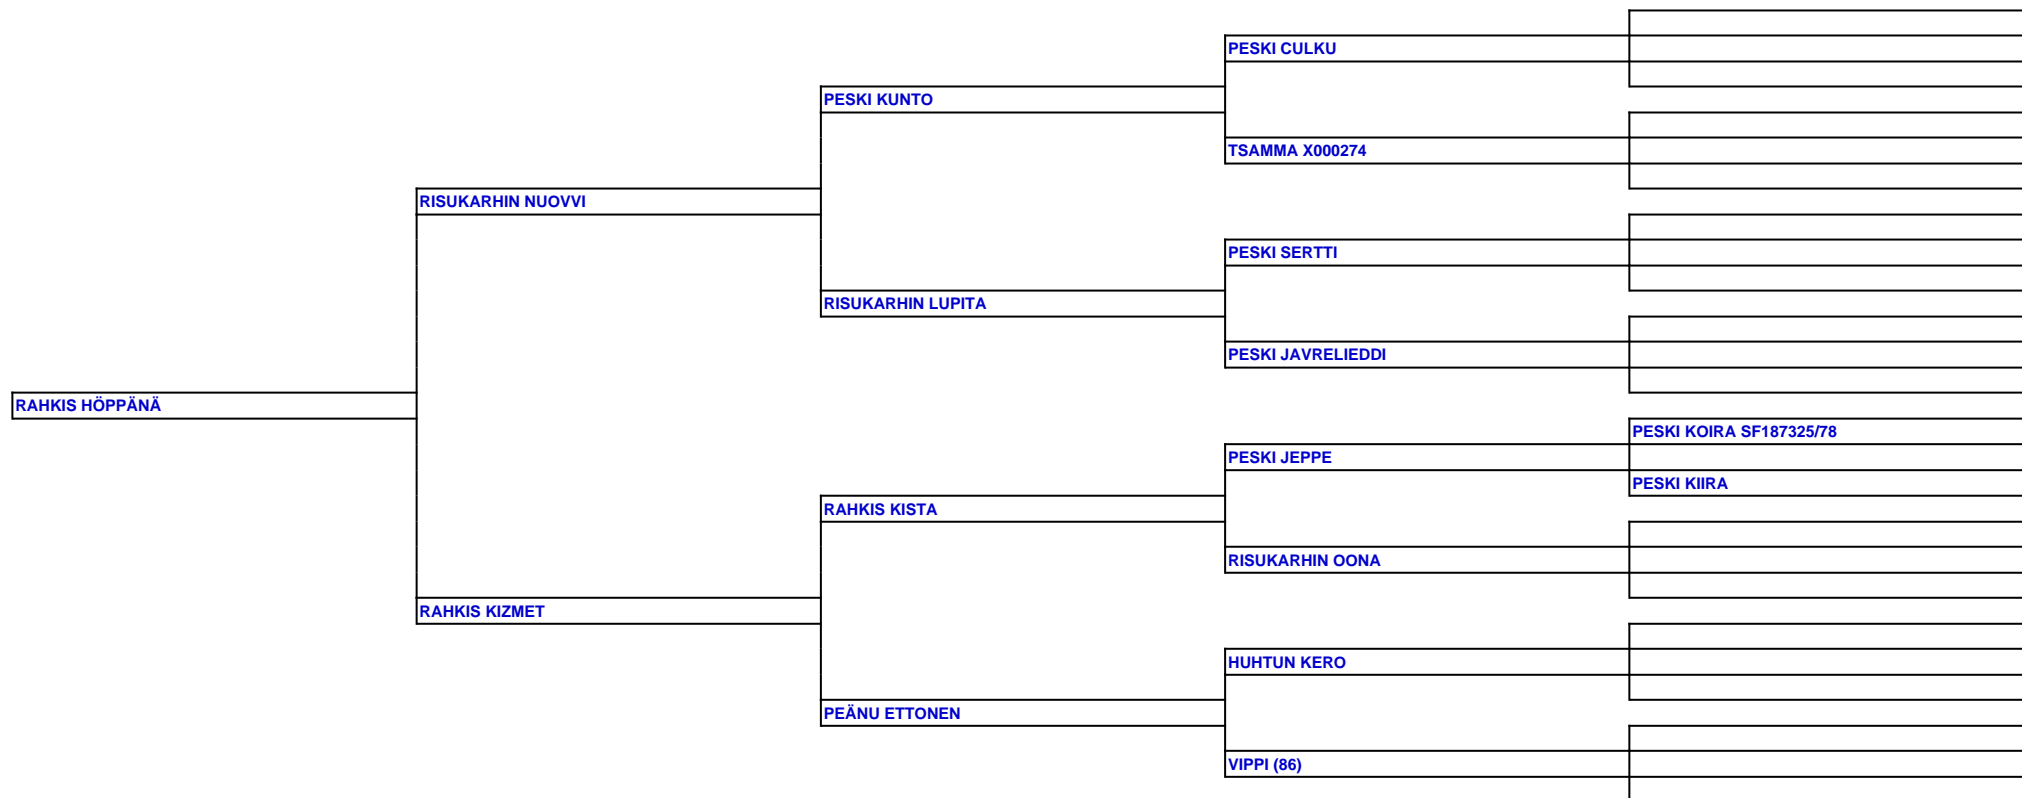 PESKI CULKU
PESKI KUNTO
TSAMMA X000274
RISUKARHIN NUOVVI
PESKI SERTTI
RISUKARHIN LUPITA
PESKI JAVRELIEDDI
RAHKIS HÖPPÄNÄ
PESKI KOIRA SF187325/78
PESKI JEPPE
PESKI KIIRA
RAHKIS KISTA
RISUKARHIN OONA
RAHKIS KIZMET
HUHTUN KERO
PEÄNU ETTONEN
VIPPI (86)